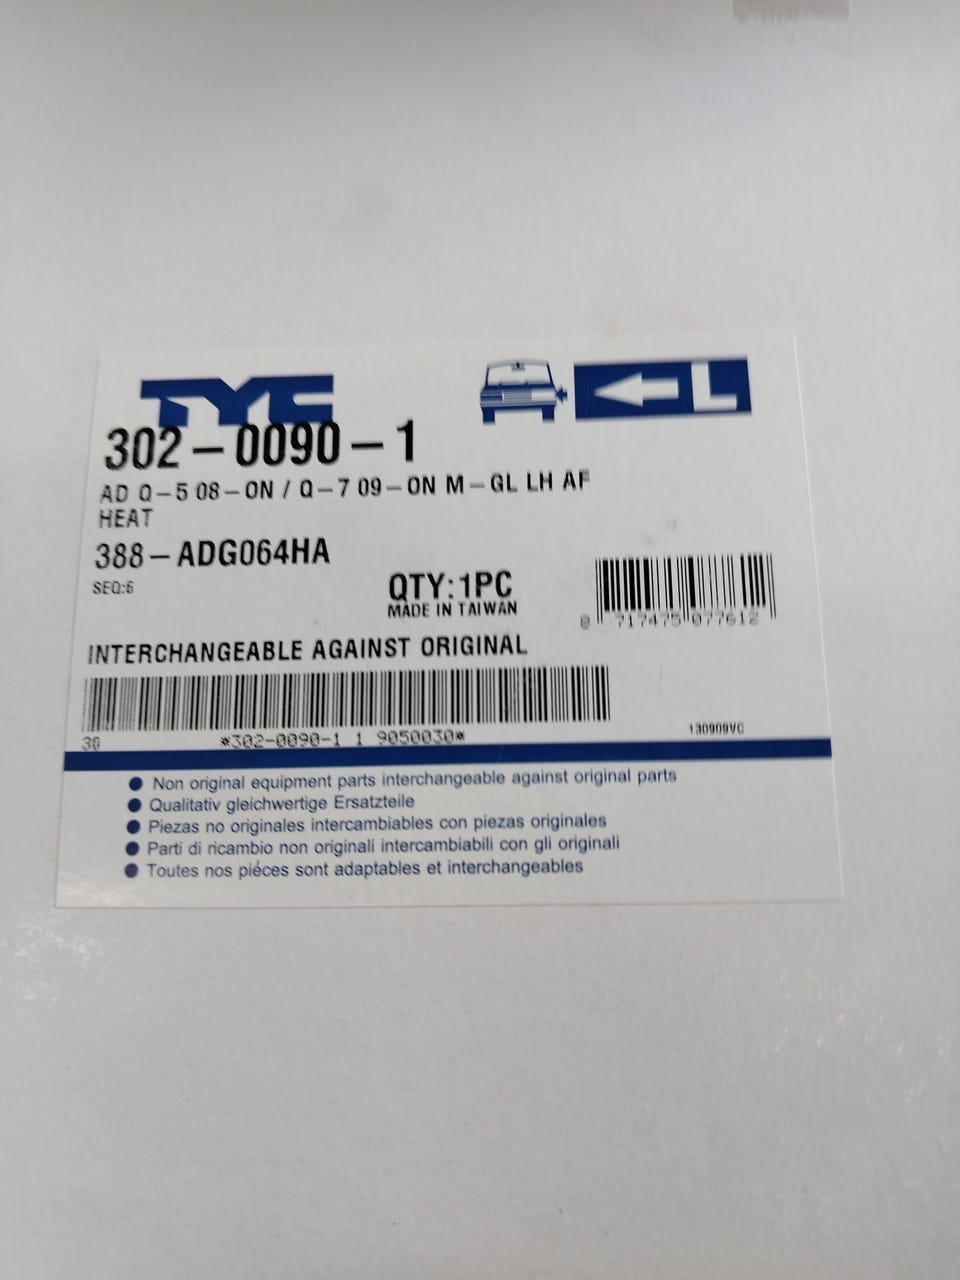 TYC
L
302-0090-1
AD Q-5 08-ON / Q-7 09-ON M-GL LH AF
HEAT
388-ADG064HA
SEQ:6
QTY:1PC
MADE IN TAIWAN
0 717475 077612
INTERCHANGEABLE AGAINST ORIGINAL
30
*302-0090-1 1 9050030*
130909VC
Non original equipment parts interchangeable against original parts
Qualitativ gleichwertige Ersatzteile
Piezas no originales intercambiables con piezas originales
Parti di ricambio non originali intercambiabili con gli originali
Toutes nos piéces sont adaptables et interchangeables